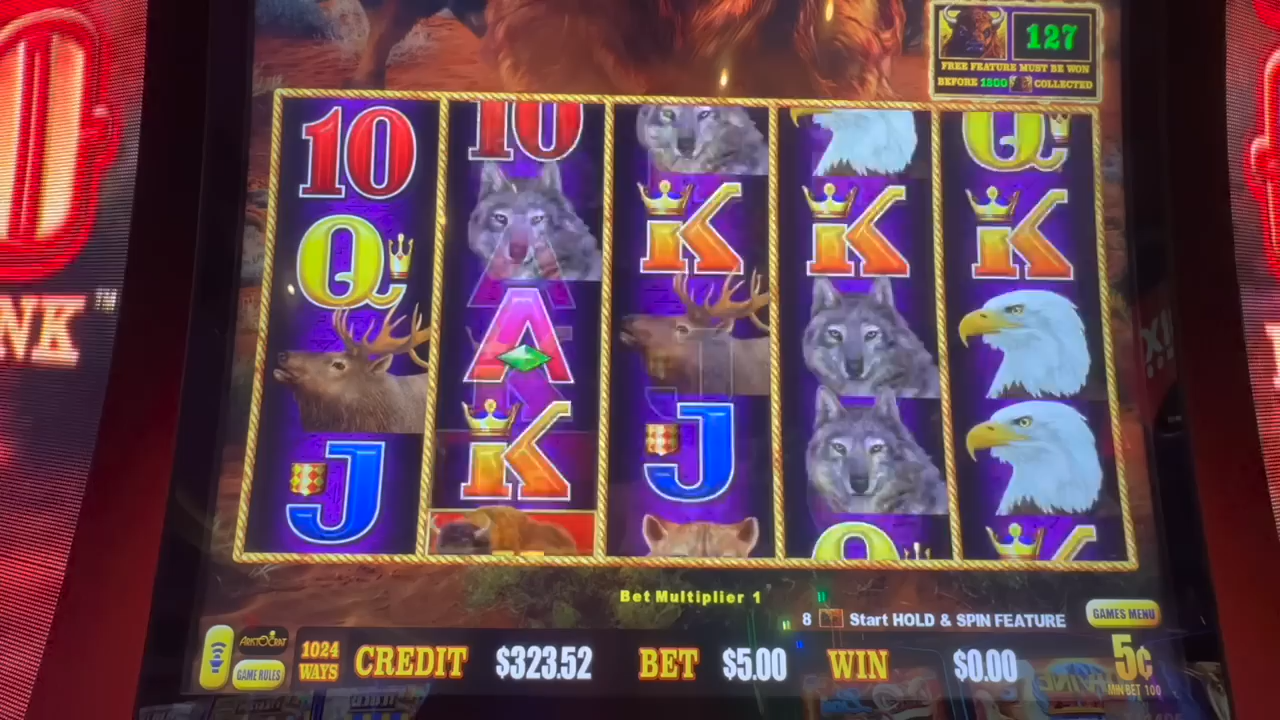 127
FREE FEATURE MUST BE WON
BEFORE 1800 COLLECTED
10 10 Q
Q K K K
A
J K J
Q K
NK™
Bet Multiplier 1
8 Start HOLD & SPIN FEATURE
GAMES MENU
ARISTOCRAT
GAME RULES
1024 WAYS
CREDIT $323.52 BET $5.00 WIN $0.00
5¢
MIN BET 100